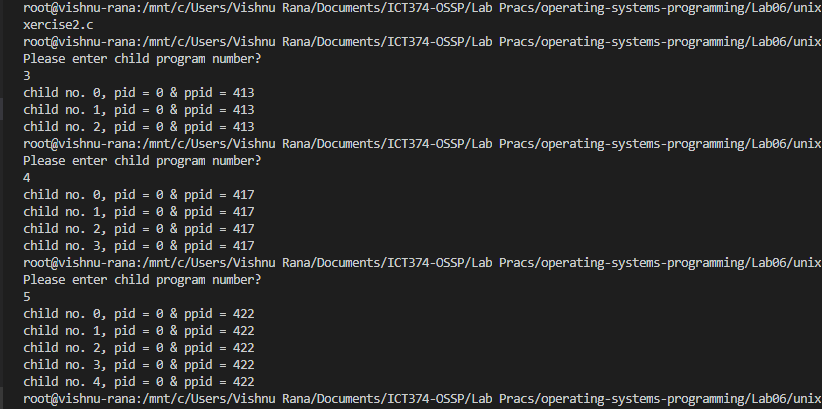 root@vishnu-rana:/mnt/c/Users/Vishnu Rana/Documents/ICT374-OSSP/Lab Pracs/operating-systems-programming/Lab06/unix
xercise2.c
root@vishnu-rana:/mnt/c/Users/Vishnu Rana/Documents/ICT374-OSSP/Lab Pracs/operating-systems-programming/Lab06/unix
Please enter child program number?
3
child no. 0, pid = 0 & ppid = 413
child no. 1, pid = 0 & ppid = 413
child no. 2, pid = 0 & ppid = 413
root@vishnu-rana:/mnt/c/Users/Vishnu Rana/Documents/ICT374-OSSP/Lab Pracs/operating-systems-programming/Lab06/unix
Please enter child program number?
4
child no. 0, pid = 0 & ppid = 417
child no. 1, pid = 0 & ppid = 417
child no. 2, pid = 0 & ppid = 417
child no. 3, pid = 0 & ppid = 417
root@vishnu-rana:/mnt/c/Users/Vishnu Rana/Documents/ICT374-OSSP/Lab Pracs/operating-systems-programming/Lab06/unix
Please enter child program number?
5
child no. 0, pid = 0 & ppid = 422
child no. 1, pid = 0 & ppid = 422
child no. 2, pid = 0 & ppid = 422
child no. 3, pid = 0 & ppid = 422
child no. 4, pid = 0 & ppid = 422
root@vishnu-rana:/mnt/c/Users/Vishnu Rana/Documents/ICT374-OSSP/Lab Pracs/operating-systems-programming/Lab06/unix